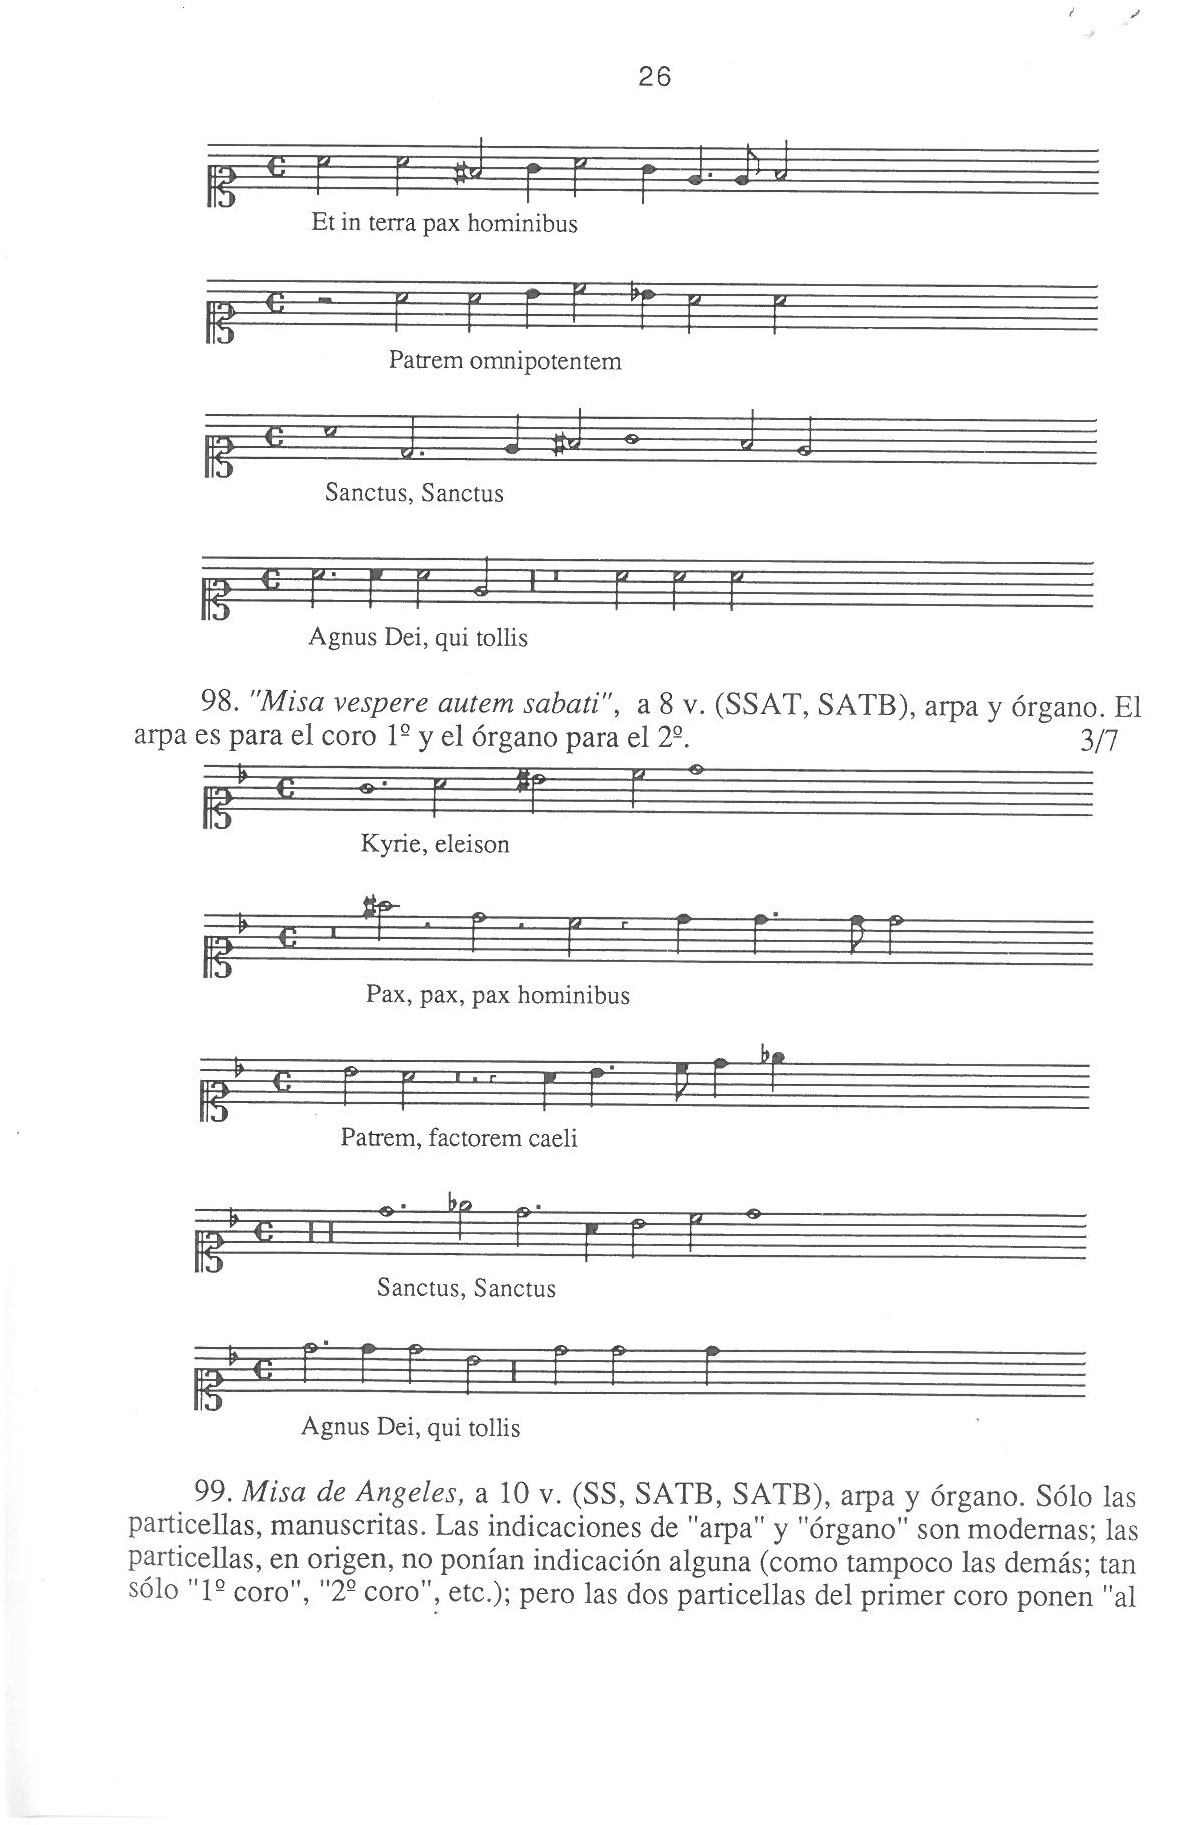 26
Et in terra pax hominibus
Patrem omnipotentem
Sanctus, Sanctus
Agnus Dei, qui tollis
98. "Misa vespere autem sabati", a 8 v. (SSAT, SATB), arpa y órgano. El
arpa es para el coro 1º y el órgano para el 2º. 3/7
Kyrie, eleison
Pax, pax, pax hominibus
Patrem, factorem caeli
Sanctus, Sanctus
Agnus Dei, qui tollis
99. Misa de Angeles, a 10 v. (SS, SATB, SATB), arpa y órgano. Sólo las
particellas, manuscritas. Las indicaciones de "arpa" y "órgano" son modernas; las
particellas, en origen, no ponían indicación alguna (como tampoco las demás; tan
sólo "1º coro", "2º coro", etc.); pero las dos particellas del primer coro ponen "al